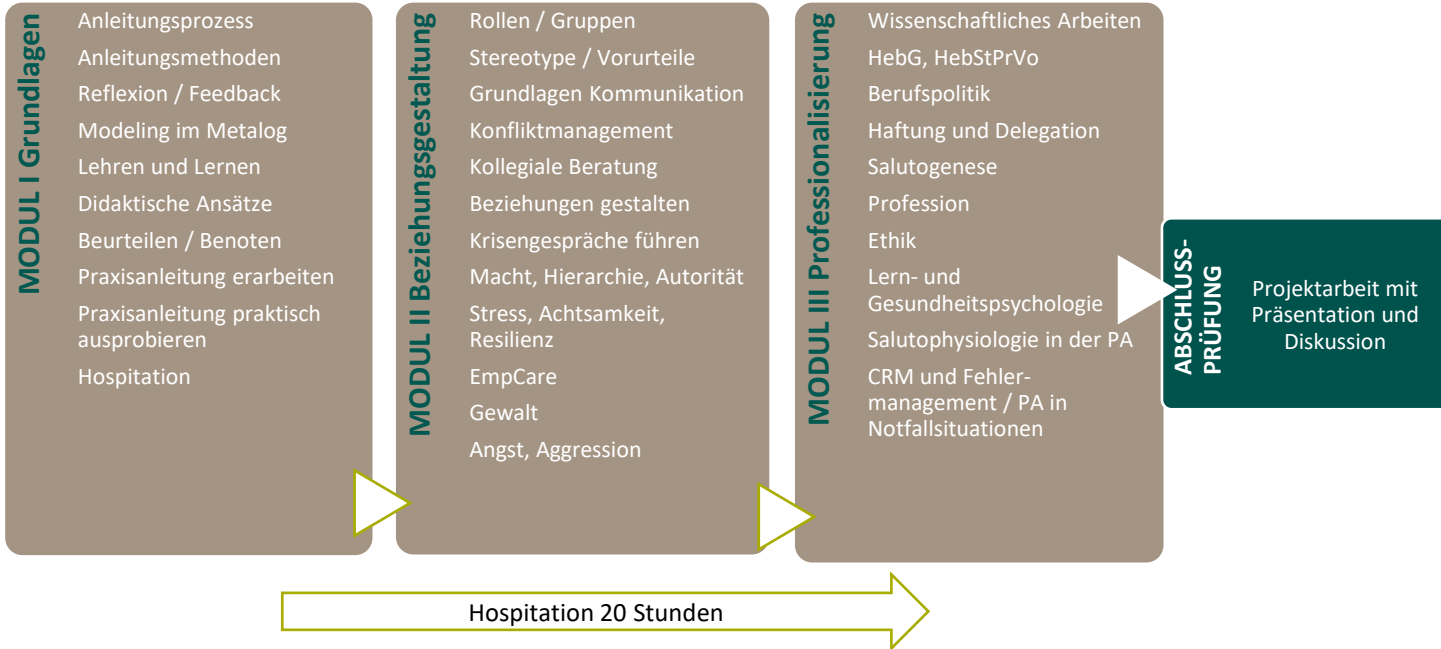 MODUL I Grundlagen
Anleitungsprozess
Anleitungsmethoden
Reflexion / Feedback
Modeling im Metalog
Lehren und Lernen
Didaktische Ansätze
Beurteilen / Benoten
Praxisanleitung erarbeiten
Praxisanleitung praktisch
ausprobieren
Hospitation
MODUL II Beziehungsgestaltung
Rollen / Gruppen
Stereotype / Vorurteile
Grundlagen Kommunikation
Konfliktmanagement
Kollegiale Beratung
Beziehungen gestalten
Krisengespräche führen
Macht, Hierarchie, Autorität
Stress, Achtsamkeit,
Resilienz
EmpCare
Gewalt
Angst, Aggression
MODUL III Professionalisierung
Wissenschaftliches Arbeiten
HebG, HebStPrVo
Berufspolitik
Haftung und Delegation
Salutogenese
Profession
Ethik
Lern- und
Gesundheitspsychologie
Salutophysiologie in der PA
CRM und Fehler-
management / PA in
Notfallsituationen
ABSCHLUSS-
PRÜFUNG
Projektarbeit mit
Präsentation und
Diskussion
Hospitation 20 Stunden